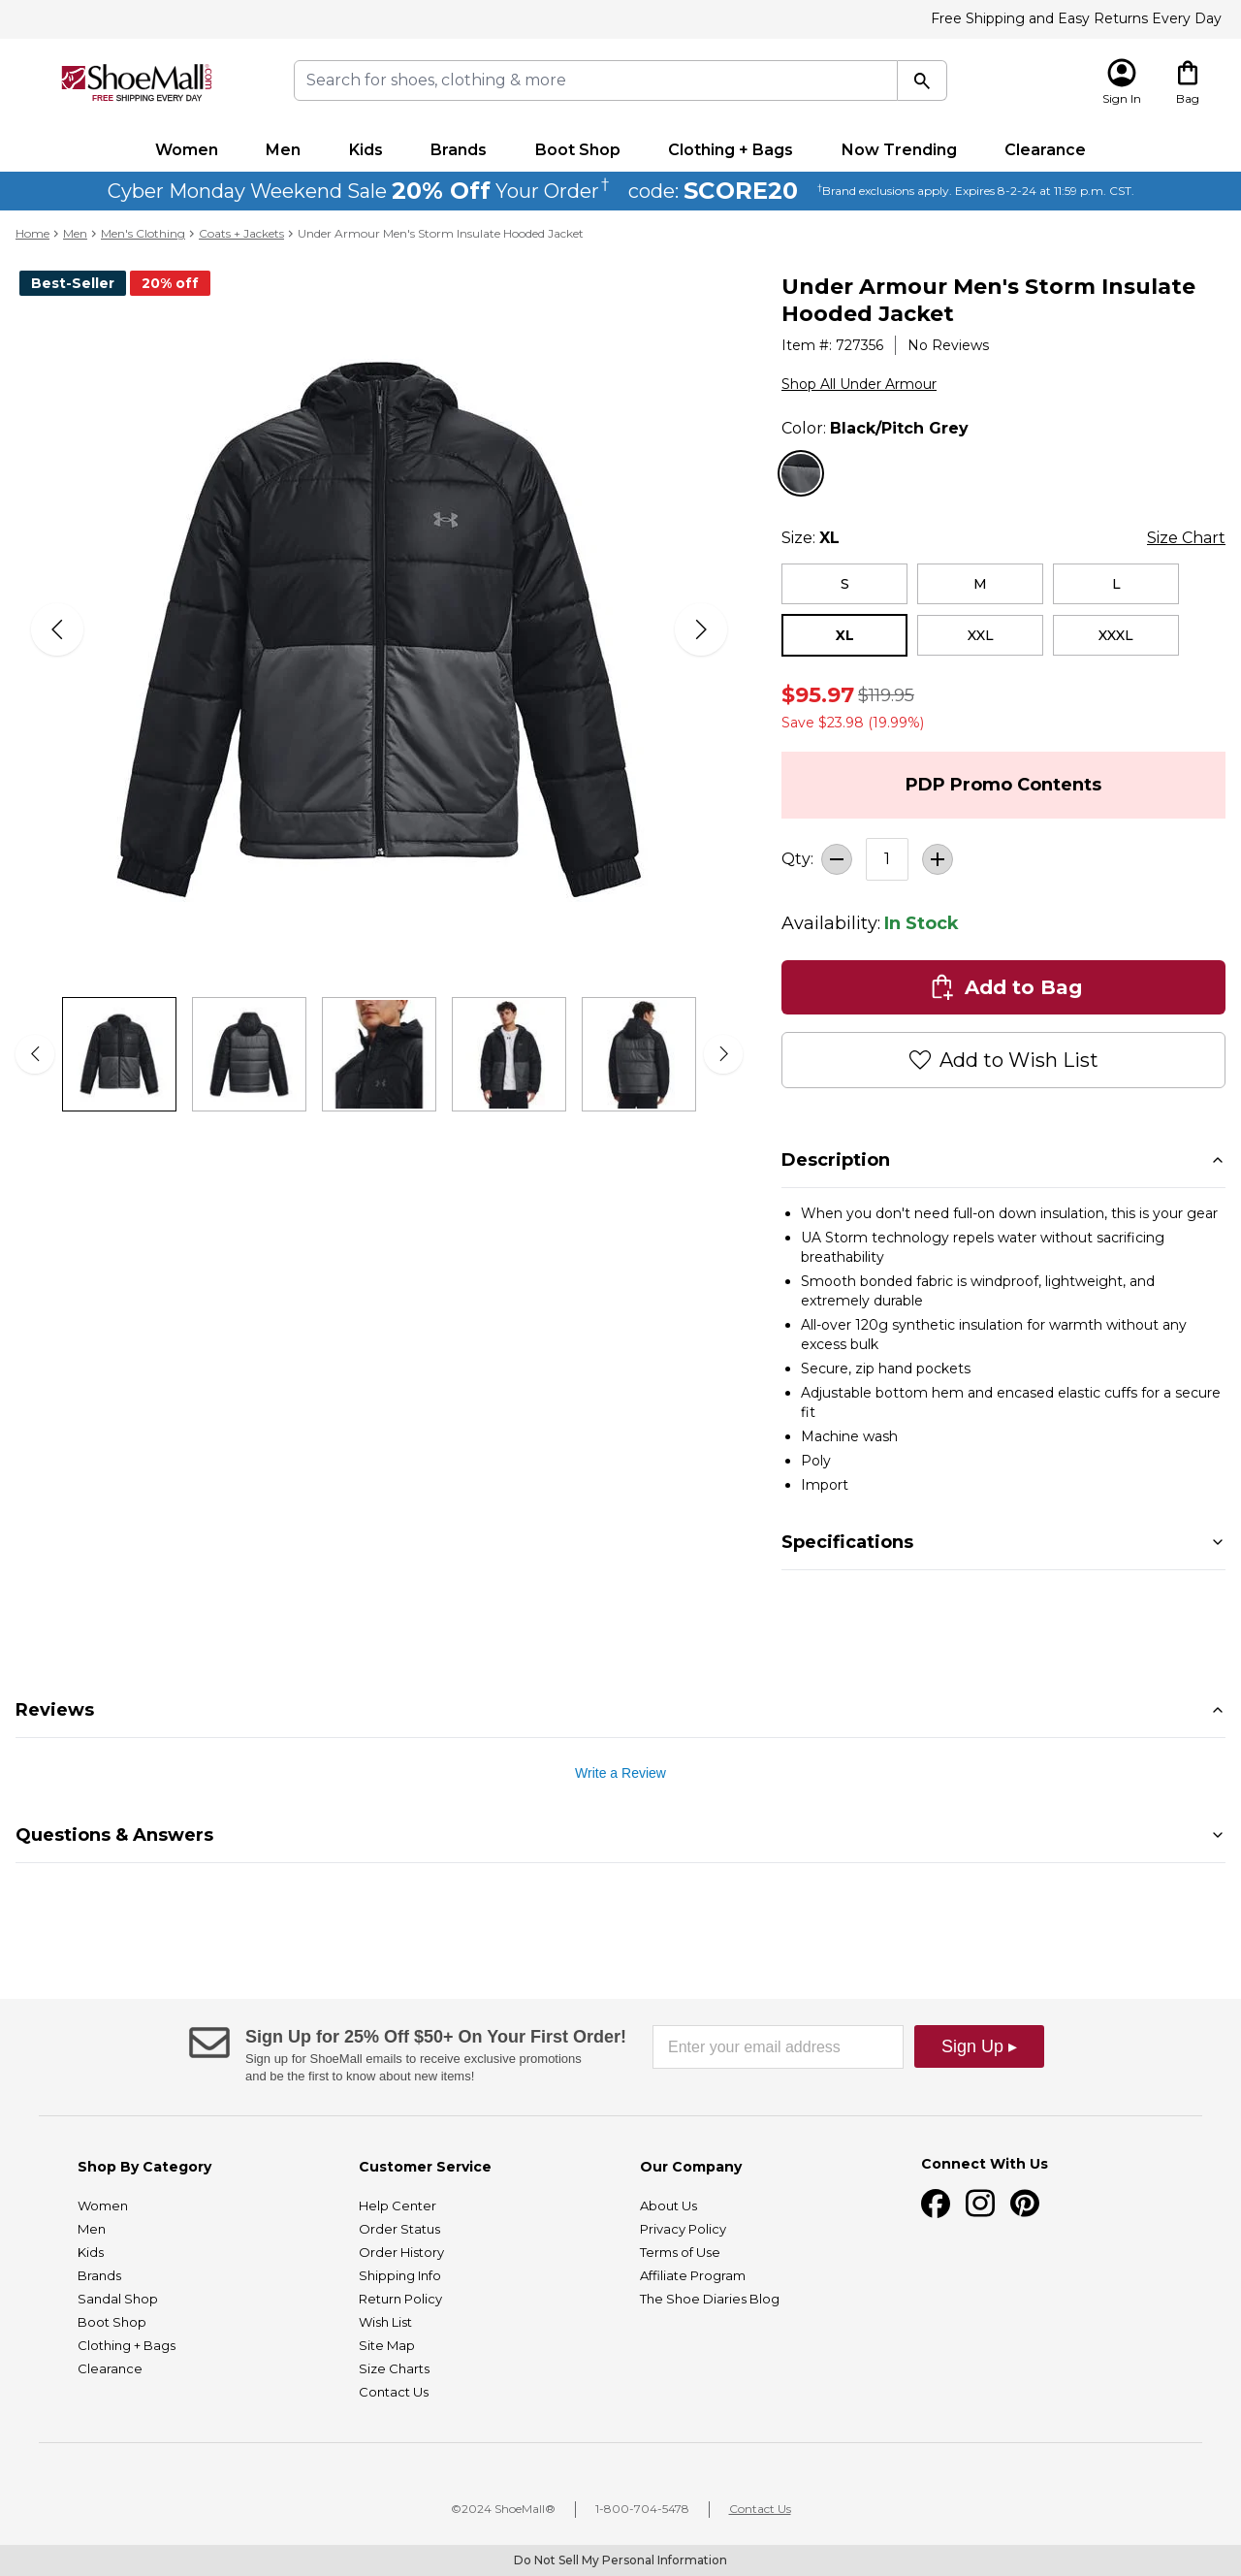 Free Shipping and Easy Returns Every Day
ShoeMall.com
FREE SHIPPING EVERY DAY
Search for shoes, clothing & more
Sign In
Bag
Women Men Kids Brands Boot Shop Clothing + Bags Now Trending Clearance
Cyber Monday Weekend Sale 20% Off Your Order† code: SCORE20 †Brand exclusions apply. Expires 8-2-24 at 11:59 p.m. CST.
Home > Men > Men's Clothing > Coats + Jackets > Under Armour Men's Storm Insulate Hooded Jacket
Best-Seller 20% off
Under Armour Men's Storm Insulate
Hooded Jacket
Item #: 727356 | No Reviews
Shop All Under Armour
Color: Black/Pitch Grey
Size: XL Size Chart
S M L
XL XXL XXXL
$95.97 $119.95
Save $23.98 (19.99%)
PDP Promo Contents
Qty: 1
Availability: In Stock
Add to Bag
Add to Wish List
Description
• When you don't need full-on down insulation, this is your gear
• UA Storm technology repels water without sacrificing
breathability
• Smooth bonded fabric is windproof, lightweight, and
extremely durable
• All-over 120g synthetic insulation for warmth without any
excess bulk
• Secure, zip hand pockets
• Adjustable bottom hem and encased elastic cuffs for a secure
fit
• Machine wash
• Poly
• Import
Specifications
Reviews
Write a Review
Questions & Answers
Sign Up for 25% Off $50+ On Your First Order!
Sign up for ShoeMall emails to receive exclusive promotions
and be the first to know about new items!
Enter your email address
Sign Up ▸
Shop By Category
Women
Men
Kids
Brands
Sandal Shop
Boot Shop
Clothing + Bags
Clearance
Customer Service
Help Center
Order Status
Order History
Shipping Info
Return Policy
Wish List
Site Map
Size Charts
Contact Us
Our Company
About Us
Privacy Policy
Terms of Use
Affiliate Program
The Shoe Diaries Blog
Connect With Us
©2024 ShoeMall® | 1-800-704-5478 | Contact Us
Do Not Sell My Personal Information